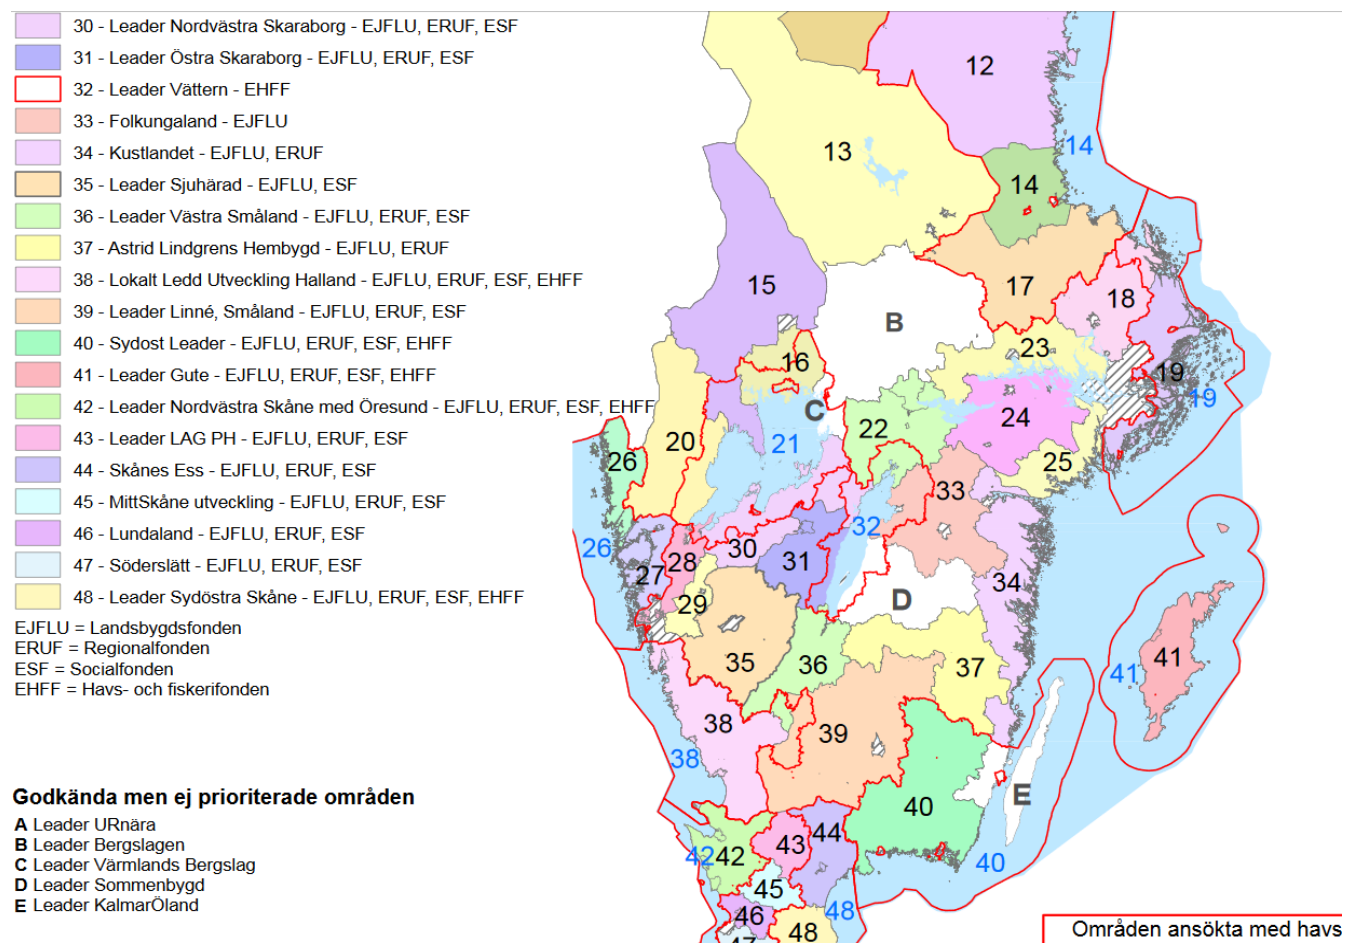 30 - Leader Nordvästra Skaraborg - EJFLU, ERUF, ESF
31 - Leader Östra Skaraborg - EJFLU, ERUF, ESF
32 - Leader Vättern - EHFF
33 - Folkungaland - EJFLU
34 - Kustlandet - EJFLU, ERUF
35 - Leader Sjuhärad - EJFLU, ESF
36 - Leader Västra Småland - EJFLU, ERUF, ESF
37 - Astrid Lindgrens Hembygd - EJFLU, ERUF
38 - Lokalt Ledd Utveckling Halland - EJFLU, ERUF, ESF, EHFF
39 - Leader Linné, Småland - EJFLU, ERUF, ESF
40 - Sydost Leader - EJFLU, ERUF, ESF, EHFF
41 - Leader Gute - EJFLU, ERUF, ESF, EHFF
42 - Leader Nordvästra Skåne med Öresund - EJFLU, ERUF, ESF, EHFF
43 - Leader LAG PH - EJFLU, ERUF, ESF
44 - Skånes Ess - EJFLU, ERUF, ESF
45 - MittSkåne utveckling - EJFLU, ERUF, ESF
46 - Lundaland - EJFLU, ERUF, ESF
47 - Söderslätt - EJFLU, ERUF, ESF
48 - Leader Sydöstra Skåne - EJFLU, ERUF, ESF, EHFF
EJFLU = Landsbygdsfonden
ERUF = Regionalfonden
ESF = Socialfonden
EHFF = Havs- och fiskerifonden
Godkända men ej prioriterade områden
A Leader URnära
B Leader Bergslagen
C Leader Värmlands Bergslag
D Leader Sommenbygd
E Leader KalmarÖland
12
13
14
14
15
17
18
B
16
23
19
19
C
20
21
22
24
26
25
33
26
32
27
28
30
31
34
29
D
35
36
37
41
41
38
38
39
40
E
40
42
42
43
44
45
46
48
47
48
Områden ansökta med havs